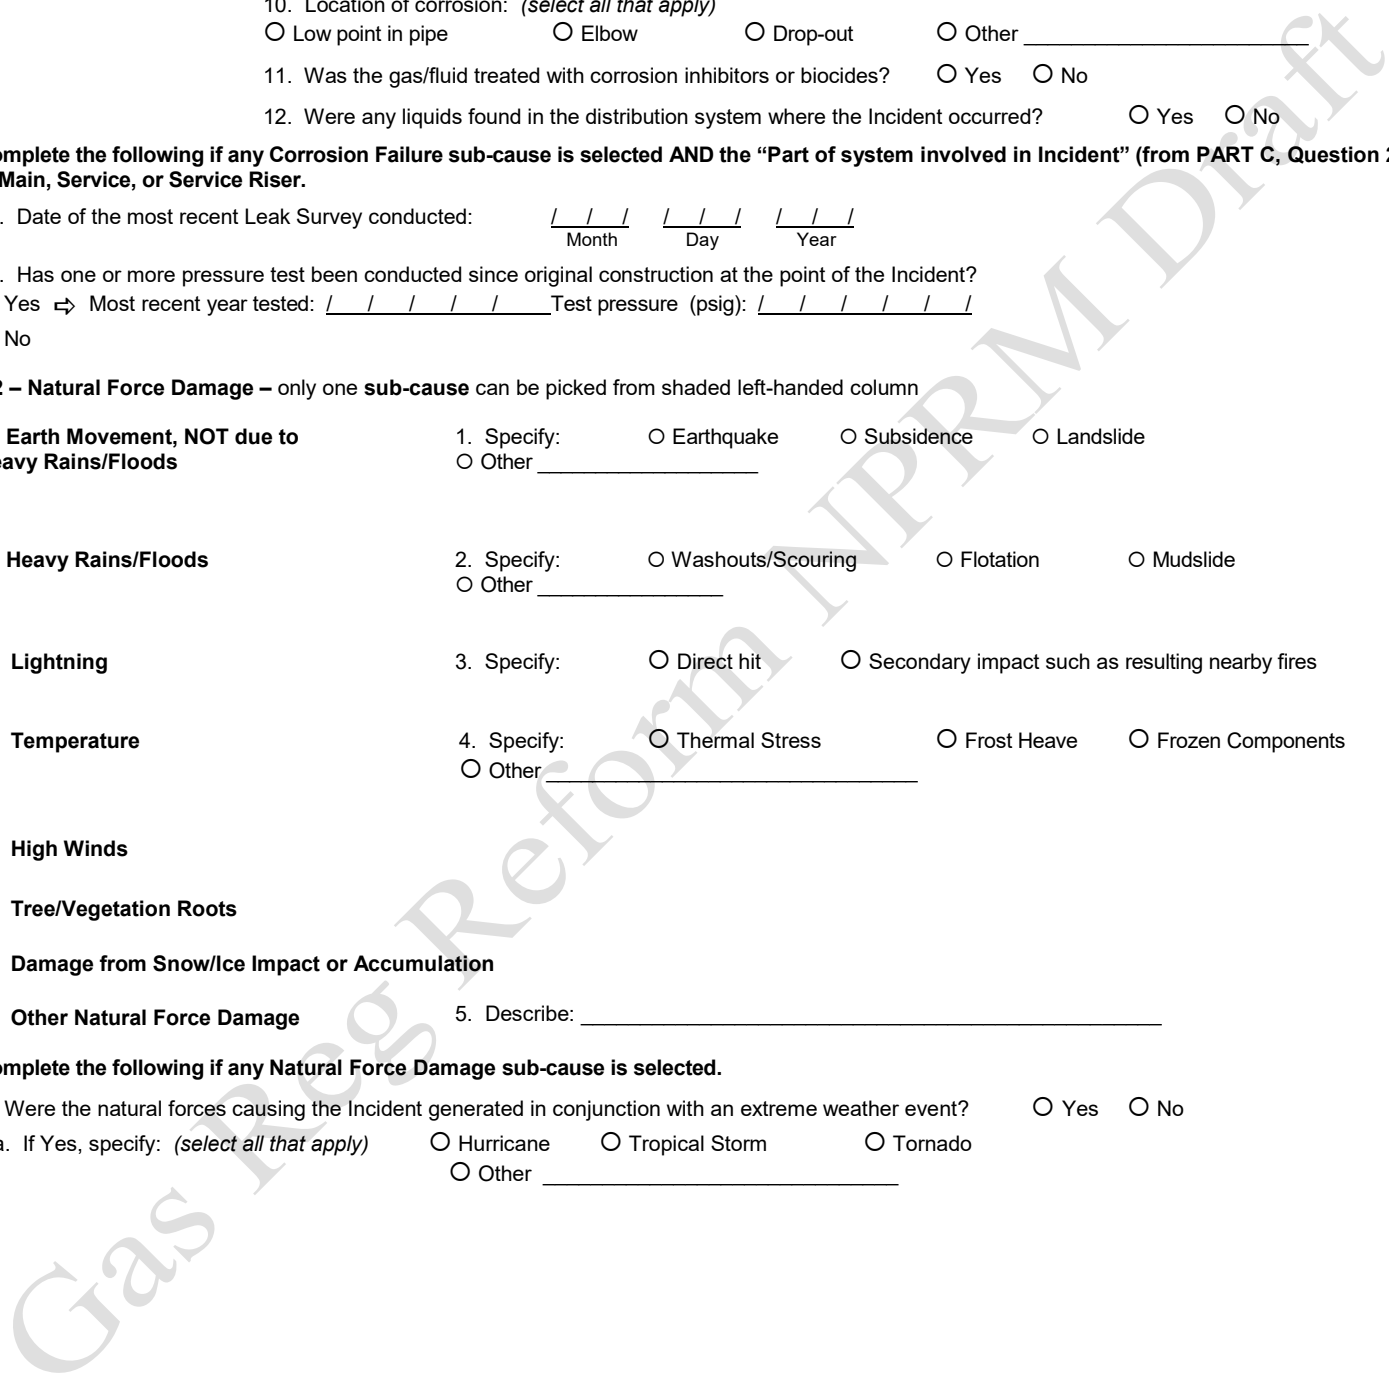 10. Location of corrosion: (select all that apply)
○ Low point in pipe ○ Elbow ○ Drop-out ○ Other ________________________
11. Was the gas/fluid treated with corrosion inhibitors or biocides? ○ Yes ○ No
12. Were any liquids found in the distribution system where the Incident occurred? ○ Yes ○ No
omplete the following if any Corrosion Failure sub-cause is selected AND the “Part of system involved in Incident” (from PART C, Question 2
Main, Service, or Service Riser.
. Date of the most recent Leak Survey conducted: / / / / / / / / /
Month Day Year
. Has one or more pressure test been conducted since original construction at the point of the Incident?
Yes ⇨ Most recent year tested: / / / / / Test pressure (psig): / / / / / /
No
2 – Natural Force Damage – only one sub-cause can be picked from shaded left-handed column
Earth Movement, NOT due to 1. Specify: ○ Earthquake ○ Subsidence ○ Landslide
eavy Rains/Floods ○ Other ___________________
Heavy Rains/Floods 2. Specify: ○ Washouts/Scouring ○ Flotation ○ Mudslide
○ Other ________________
Lightning 3. Specify: ○ Direct hit ○ Secondary impact such as resulting nearby fires
Temperature 4. Specify: ○ Thermal Stress ○ Frost Heave ○ Frozen Components
○ Other ________________________________
High Winds
Tree/Vegetation Roots
Damage from Snow/Ice Impact or Accumulation
Other Natural Force Damage 5. Describe: __________________________________________________
omplete the following if any Natural Force Damage sub-cause is selected.
Were the natural forces causing the Incident generated in conjunction with an extreme weather event? ○ Yes ○ No
a. If Yes, specify: (select all that apply) ○ Hurricane ○ Tropical Storm ○ Tornado
○ Other ______________________________
Gas Reg Reform NPRM Draft